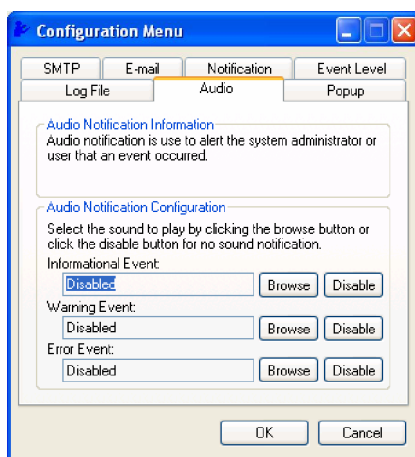 Configuration Menu
SMTP E-mail Notification Event Level
Log File Audio Popup
Audio Notification Information
Audio notification is use to alert the system administrator or
user that an event occurred.
Audio Notification Configuration
Select the sound to play by clicking the browse button or
click the disable button for no sound notification.
Informational Event:
Disabled Browse Disable
Warning Event:
Disabled Browse Disable
Error Event:
Disabled Browse Disable
OK Cancel